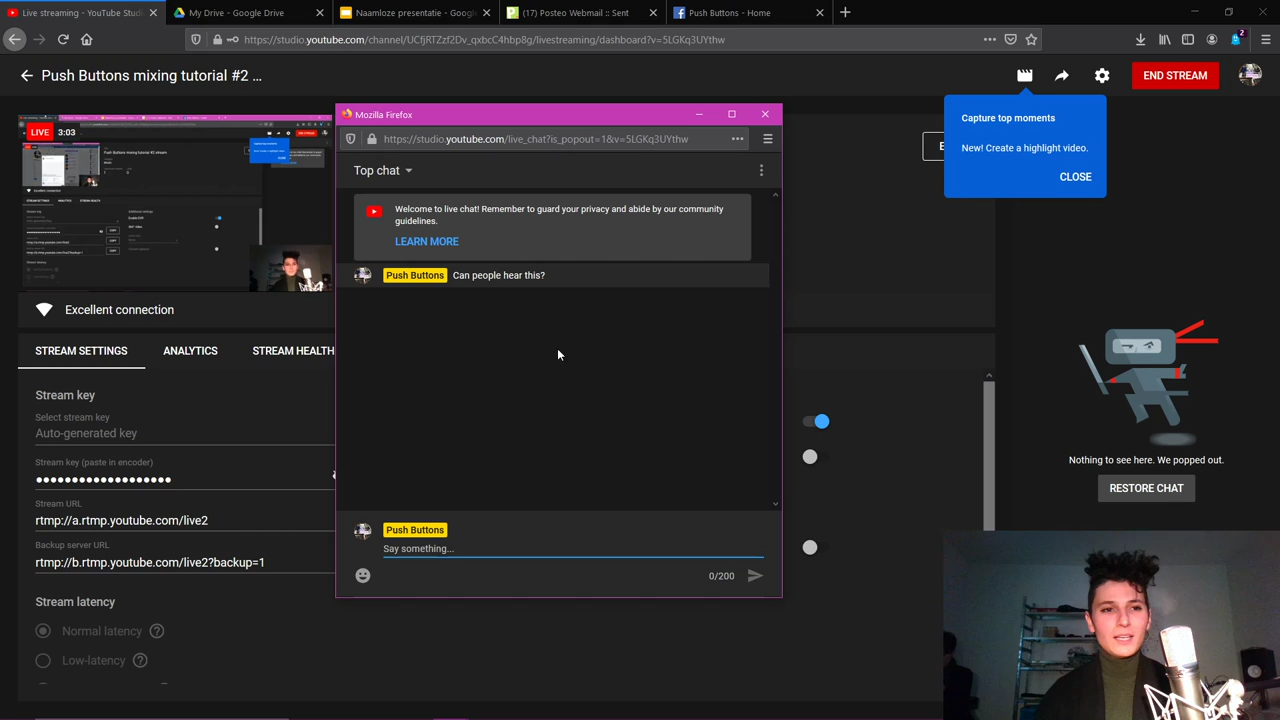 Live streaming - YouTube Studi
My Drive - Google Drive
Naamloze presentatie - Googl
(17) Posteo Webmail :: Sent
Push Buttons - Home
https://studio.youtube.com/channel/UCfjRTZzf2Dv_qxbcC4hbp8g/livestreaming/dashboard?v=5LGKq3UYthw
2
Push Buttons mixing tutorial #2 ...
END STREAM
LIVE 3:03
Mozilla Firefox
https://studio.youtube.com/live_chat?is_popout=1&v=5LGKq3UYthw
Capture top moments
New! Create a highlight video.
CLOSE
Top chat
Welcome to live chat! Remember to guard your privacy and abide by our community
guidelines.
LEARN MORE
Push Buttons Can people hear this?
Excellent connection
STREAM SETTINGS
ANALYTICS
STREAM HEALTH
Stream key
Select stream key
Auto-generated key
Stream key (paste in encoder)
Stream URL
rtmp://a.rtmp.youtube.com/live2
Backup server URL
rtmp://b.rtmp.youtube.com/live2?backup=1
Stream latency
Normal latency
Low-latency
Push Buttons
Say something...
0/200
Nothing to see here. We popped out.
RESTORE CHAT